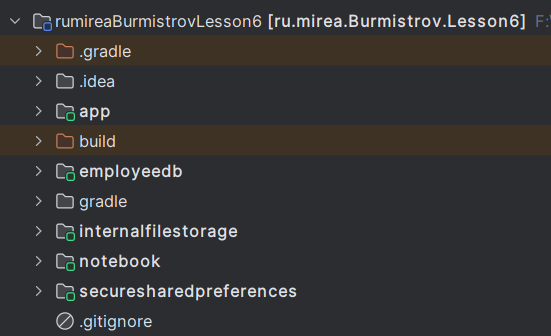 rumireaBurmistrovLesson6 [ru.mirea.Burmistrov.Lesson6] F:
.gradle
.idea
app
build
employeedb
gradle
internalfilestorage
notebook
securesharedpreferences
.gitignore